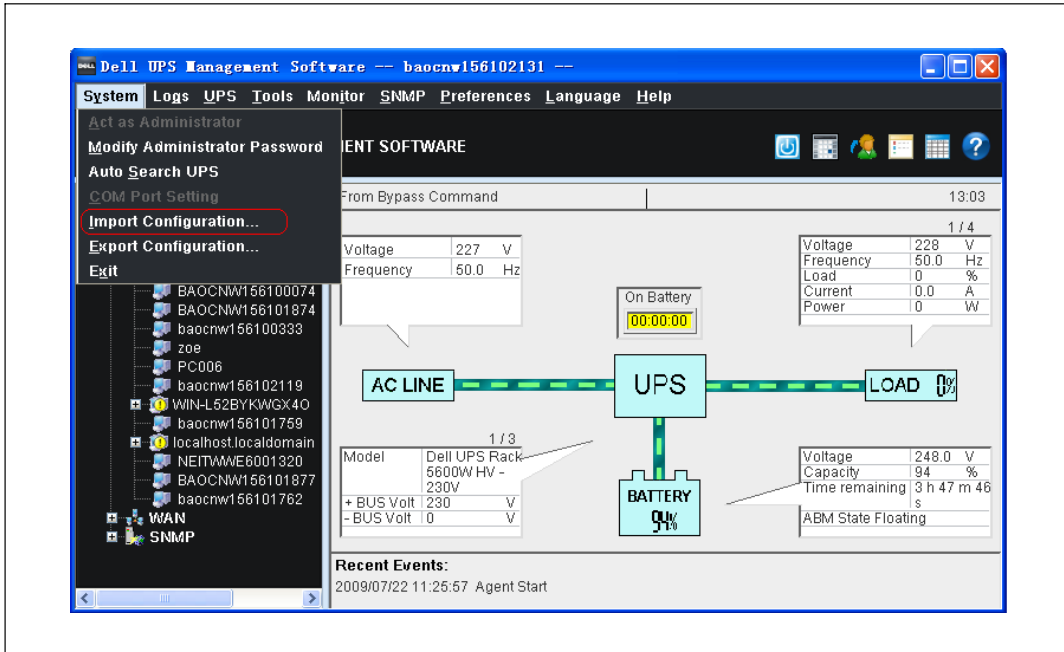 Dell UPS Management Software -- baocnw156102131 --
System Logs UPS Tools Monitor SNMP Preferences Language Help
Act as Administrator
Modify Administrator Password
Auto Search UPS
COM Port Setting
Import Configuration...
Export Configuration...
Exit
MENT SOFTWARE
From Bypass Command
13:03
BAOCNW156100074
BAOCNW156101874
baocnw156100333
zoe
PC006
baocnw156102119
WIN-L52BYKWGX4O
baocnw156101759
localhost.localdomain
NEITWWE6001320
BAOCNW156101877
baocnw156101762
WAN
SNMP
Voltage 227 V
Frequency 50.0 Hz
On Battery
00:00:00
1 / 4
Voltage 228 V
Frequency 50.0 Hz
Load 0 %
Current 0.0 A
Power 0 W
AC LINE
UPS
LOAD 0%
1 / 3
Model Dell UPS Rack
5600W HV -
230V
+ BUS Volt 230 V
- BUS Volt 0 V
BATTERY
94%
Voltage 248.0 V
Capacity 94 %
Time remaining 3 h 47 m 46
s
ABM State Floating
Recent Events:
2009/07/22 11:25:57 Agent Start